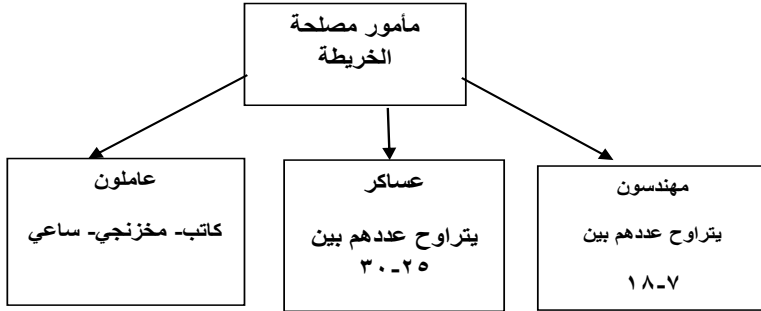 مأمور مصلحة
الخريطة
مهندسون
يتراوح عددهم بين
٧-١٨
عساكر
يتراوح عددهم بين
٢٥-٣٠
عاملون
كاتب- مخزنجي- ساعي